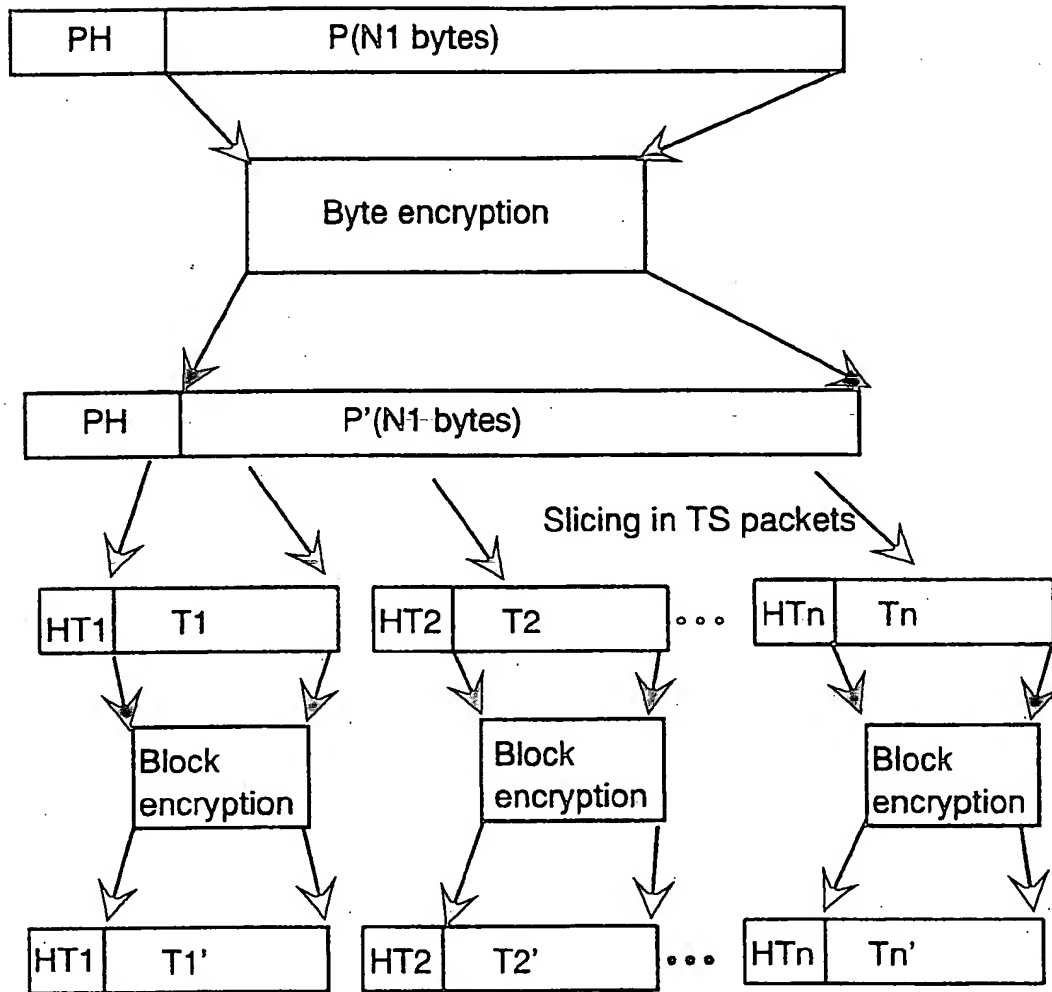 PH P(N1 bytes)
Byte encryption
PH P'(N1 bytes)
Slicing in TS packets
HT1 T1 HT2 T2 HTn Tn
Block
encryption
Block
encryption
Block
encryption
HT1 T1' HT2 T2' HTn Tn'